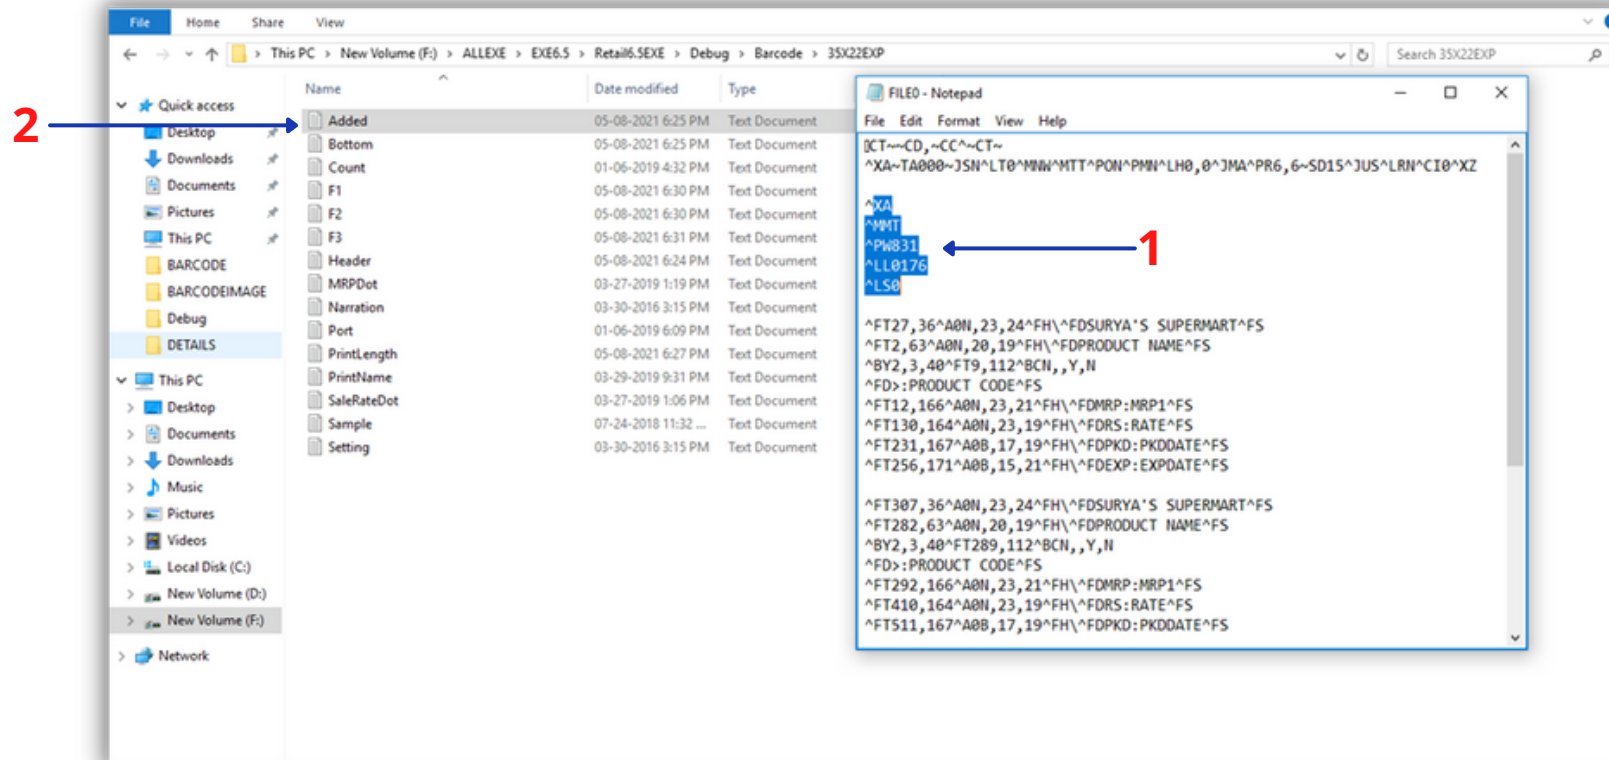 File Home Share View
This PC > New Volume (F:) > ALLEXE > EXE6.5 > Retail6.5EXE > Debug > Barcode > 35X22EXP
Search 35X22EXP
Quick access
Desktop
Downloads
Documents
Pictures
This PC
BARCODE
BARCODEIMAGE
Debug
DETAILS
This PC
Desktop
Documents
Downloads
Music
Pictures
Videos
Local Disk (C:)
New Volume (D:)
New Volume (F:)
Network
2
Name Date modified Type
Added 05-08-2021 6:25 PM Text Document
Bottom 05-08-2021 6:25 PM Text Document
Count 01-06-2019 4:32 PM Text Document
F1 05-08-2021 6:30 PM Text Document
F2 05-08-2021 6:30 PM Text Document
F3 05-08-2021 6:31 PM Text Document
Header 05-08-2021 6:24 PM Text Document
MRPDot 03-27-2019 1:19 PM Text Document
Narration 03-30-2016 3:15 PM Text Document
Port 01-06-2019 6:09 PM Text Document
PrintLength 05-08-2021 6:27 PM Text Document
PrintName 03-29-2019 9:31 PM Text Document
SaleRateDot 03-27-2019 1:06 PM Text Document
Sample 07-24-2018 11:32 ... Text Document
Setting 03-30-2016 3:15 PM Text Document
FILE0 - Notepad
File Edit Format View Help
CT~~CD,~CC^~CT~
^XA~TA000~JSN^LT0^MNW^MTT^PON^PMN^LH0,0^JMA^PR6,6~SD15^JUS^LRN^CI0^XZ
^XA
^MMT
^PW831
^LL0176
^LS0
1
^FT27,36^A0N,23,24^FH\^FDSURYA'S SUPERMART^FS
^FT2,63^A0N,20,19^FH\^FDPRODUCT NAME^FS
^BY2,3,40^FT9,112^BCN,,Y,N
^FD>:PRODUCT CODE^FS
^FT12,166^A0N,23,21^FH\^FDMRP:MRP1^FS
^FT130,164^A0N,23,19^FH\^FDRS:RATE^FS
^FT231,167^A0B,17,19^FH\^FDPKD:PKDDATE^FS
^FT256,171^A0B,15,21^FH\^FDEXP:EXPDATE^FS
^FT307,36^A0N,23,24^FH\^FDSURYA'S SUPERMART^FS
^FT282,63^A0N,20,19^FH\^FDPRODUCT NAME^FS
^BY2,3,40^FT289,112^BCN,,Y,N
^FD>:PRODUCT CODE^FS
^FT292,166^A0N,23,21^FH\^FDMRP:MRP1^FS
^FT410,164^A0N,23,19^FH\^FDRS:RATE^FS
^FT511,167^A0B,17,19^FH\^FDPKD:PKDDATE^FS